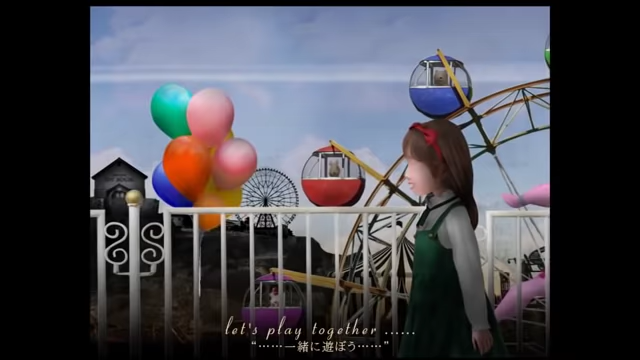 let's play together ......
“……一緒に遊ぼう……”